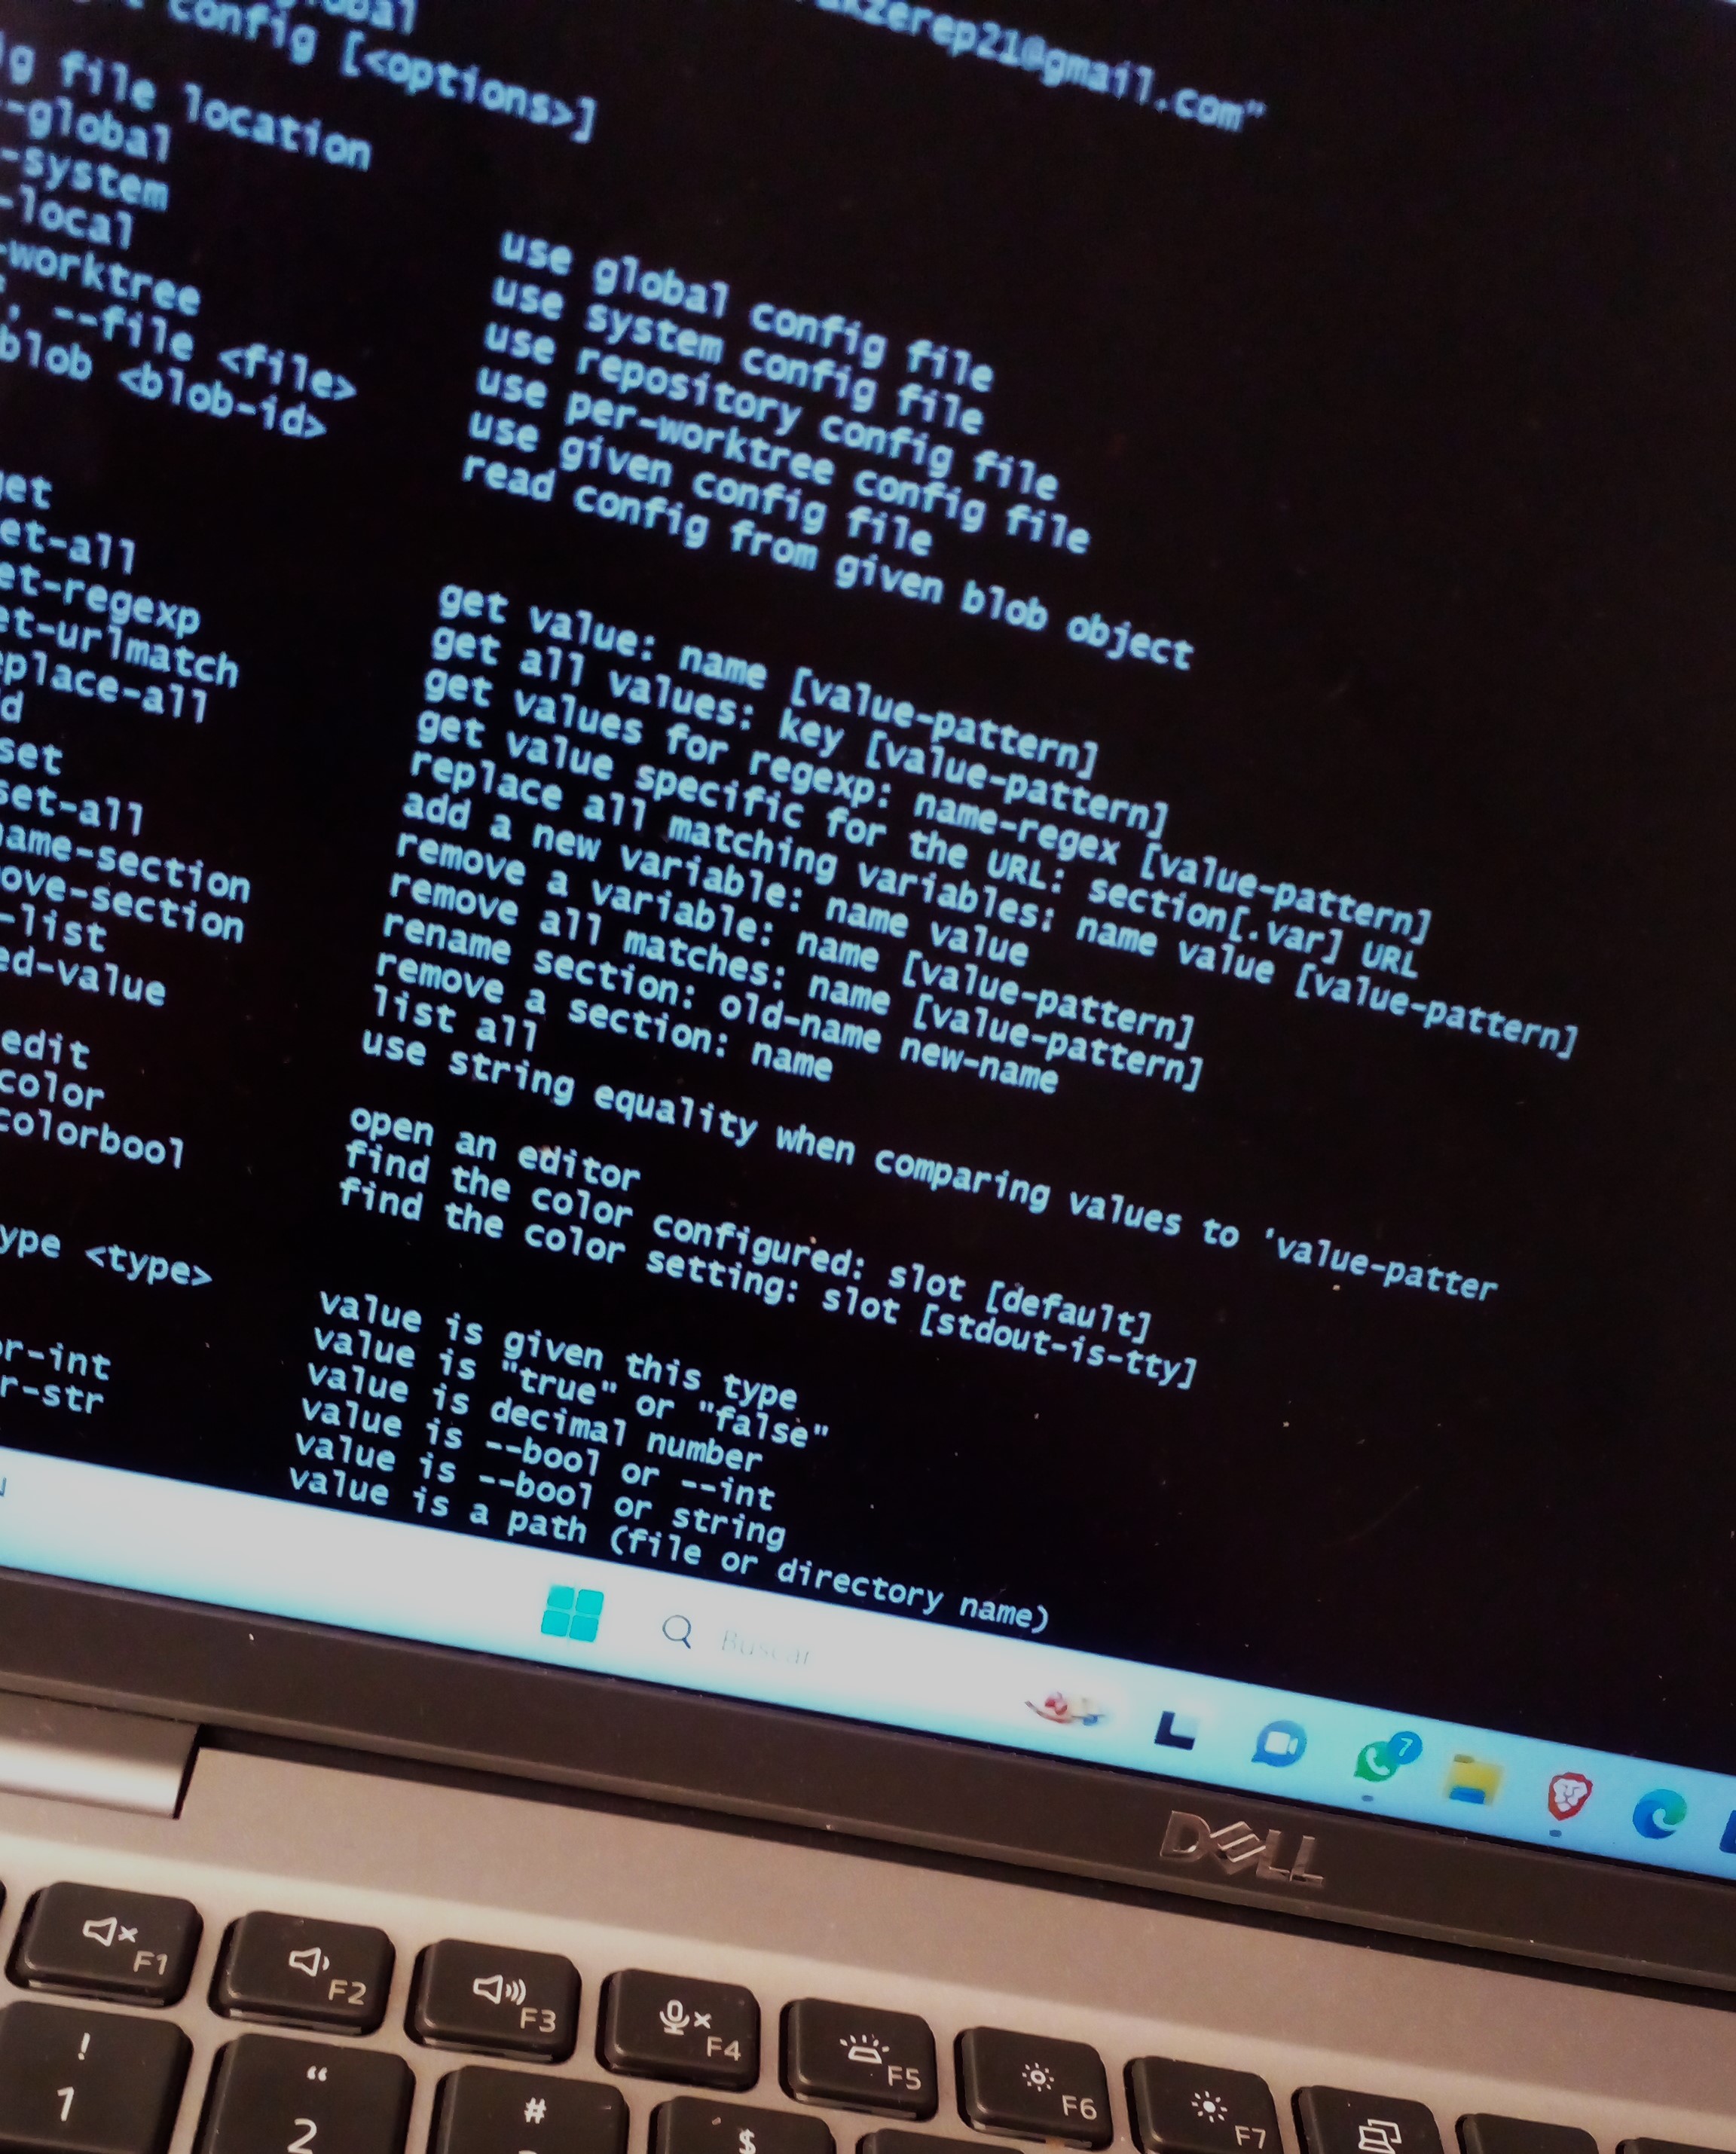 zerep21@gmail.com"
config [<options>]
file location
-global use global config file
-system use system config file
-local use repository config file
-worktree use per-worktree config file
, --file <file> use given config file
blob <blob-id> read config from given blob object
get get value: name [value-pattern]
et-all get all values: key [value-pattern]
et-regexp get values for regexp: name-regex [value-pattern]
et-urlmatch get value specific for the URL: section[.var] URL
eplace-all replace all matching variables: name value [value-pattern]
d add a new variable: name value
set remove a variable: name [value-pattern]
set-all remove all matches: name [value-pattern]
ame-section rename section: old-name new-name
ove-section remove a section: name
-list list all
ed-value use string equality when comparing values to 'value-patter
edit open an editor
color find the color configured: slot [default]
colorbool find the color setting: slot [stdout-is-tty]
ype <type> value is given this type
value is "true" or "false"
value is decimal number
or-int value is --bool or --int
r-str value is --bool or string
value is a path (file or directory name)
Buscar
7
DELL
F1 F2 F3 F4 F5 F6 F7
! “ # $
1 2